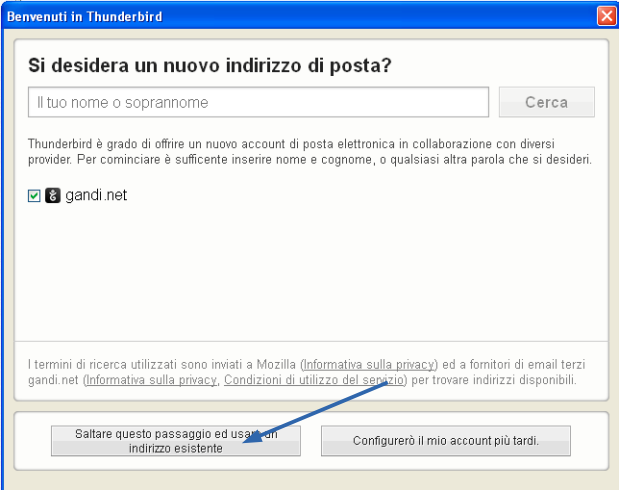 Benvenuti in Thunderbird
Si desidera un nuovo indirizzo di posta?
Il tuo nome o soprannome
Cerca
Thunderbird è grado di offrire un nuovo account di posta elettronica in collaborazione con diversi
provider. Per cominciare è sufficente inserire nome e cognome, o qualsiasi altra parola che si desideri.
gandi.net
I termini di ricerca utilizzati sono inviati a Mozilla (Informativa sulla privacy) ed a fornitori di email terzi
gandi.net (Informativa sulla privacy, Condizioni di utilizzo del servizio) per trovare indirizzi disponibili.
Saltare questo passaggio ed usare un
indirizzo esistente
Configurerò il mio account più tardi.